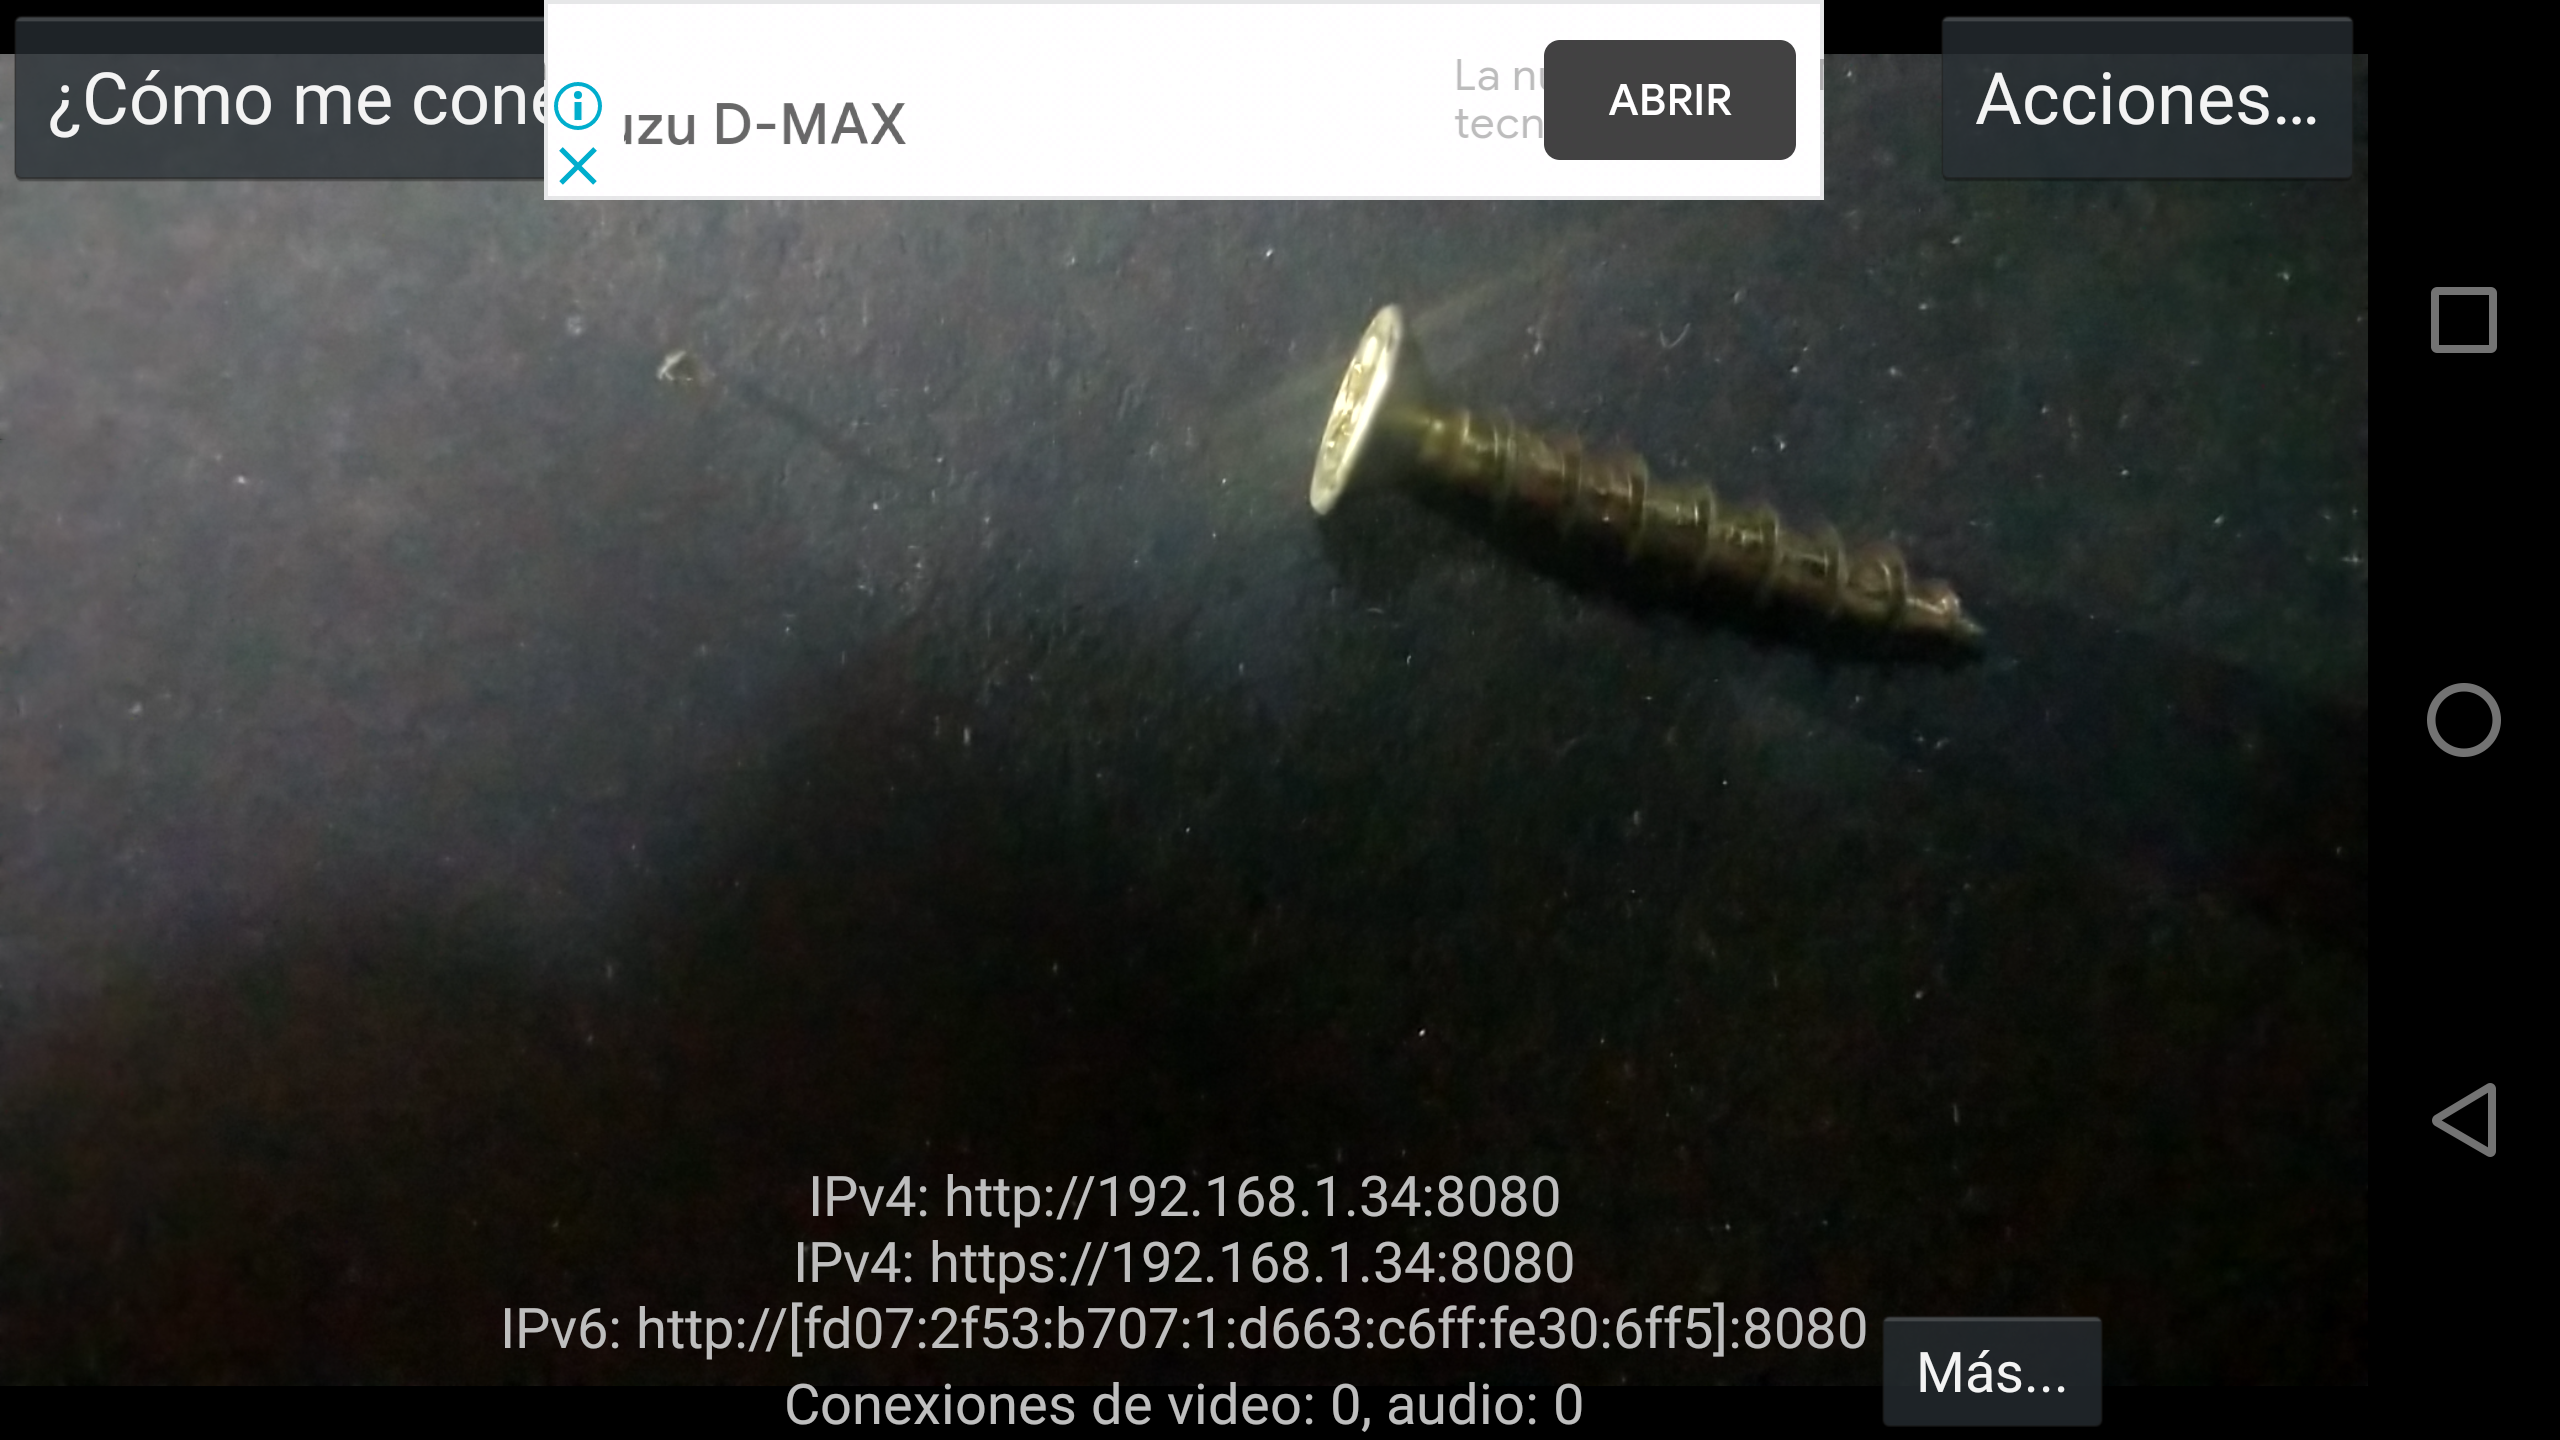 ¿Cómo me cone
uzu D-MAX
La nu
tecn
ABRIR
Acciones...
IPv4: http://192.168.1.34:8080
IPv4: https://192.168.1.34:8080
IPv6: http://[fd07:2f53:b707:1:d663:c6ff:fe30:6ff5]:8080
Más...
Conexiones de video: 0, audio: 0